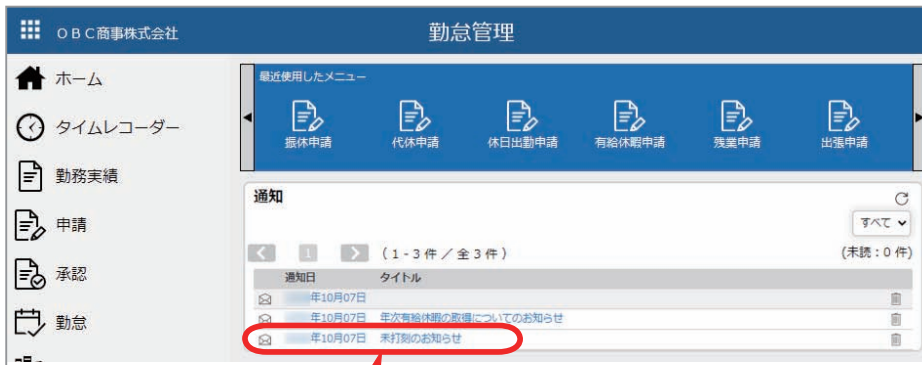 OBC商事株式会社
勤怠管理
ホーム
タイムレコーダー
勤務実績
申請
承認
勤怠
最近使用したメニュー
振休申請
代休申請
休日出勤申請
有給休暇申請
残業申請
出張申請
通知
すべて
1
(1-3件/全3件)
(未読:0件)
通知日 タイトル
年10月07日
年10月07日 年次有給休暇の取得についてのお知らせ
年10月07日 未打刻のお知らせ